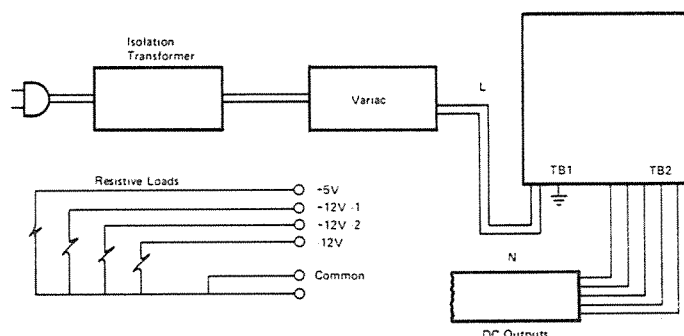 Isolation
Transformer
Variac
L
TB1
TB2
Resistive Loads
+5V
+12V -1
+12V -2
-12V
Common
N
DC Outputs